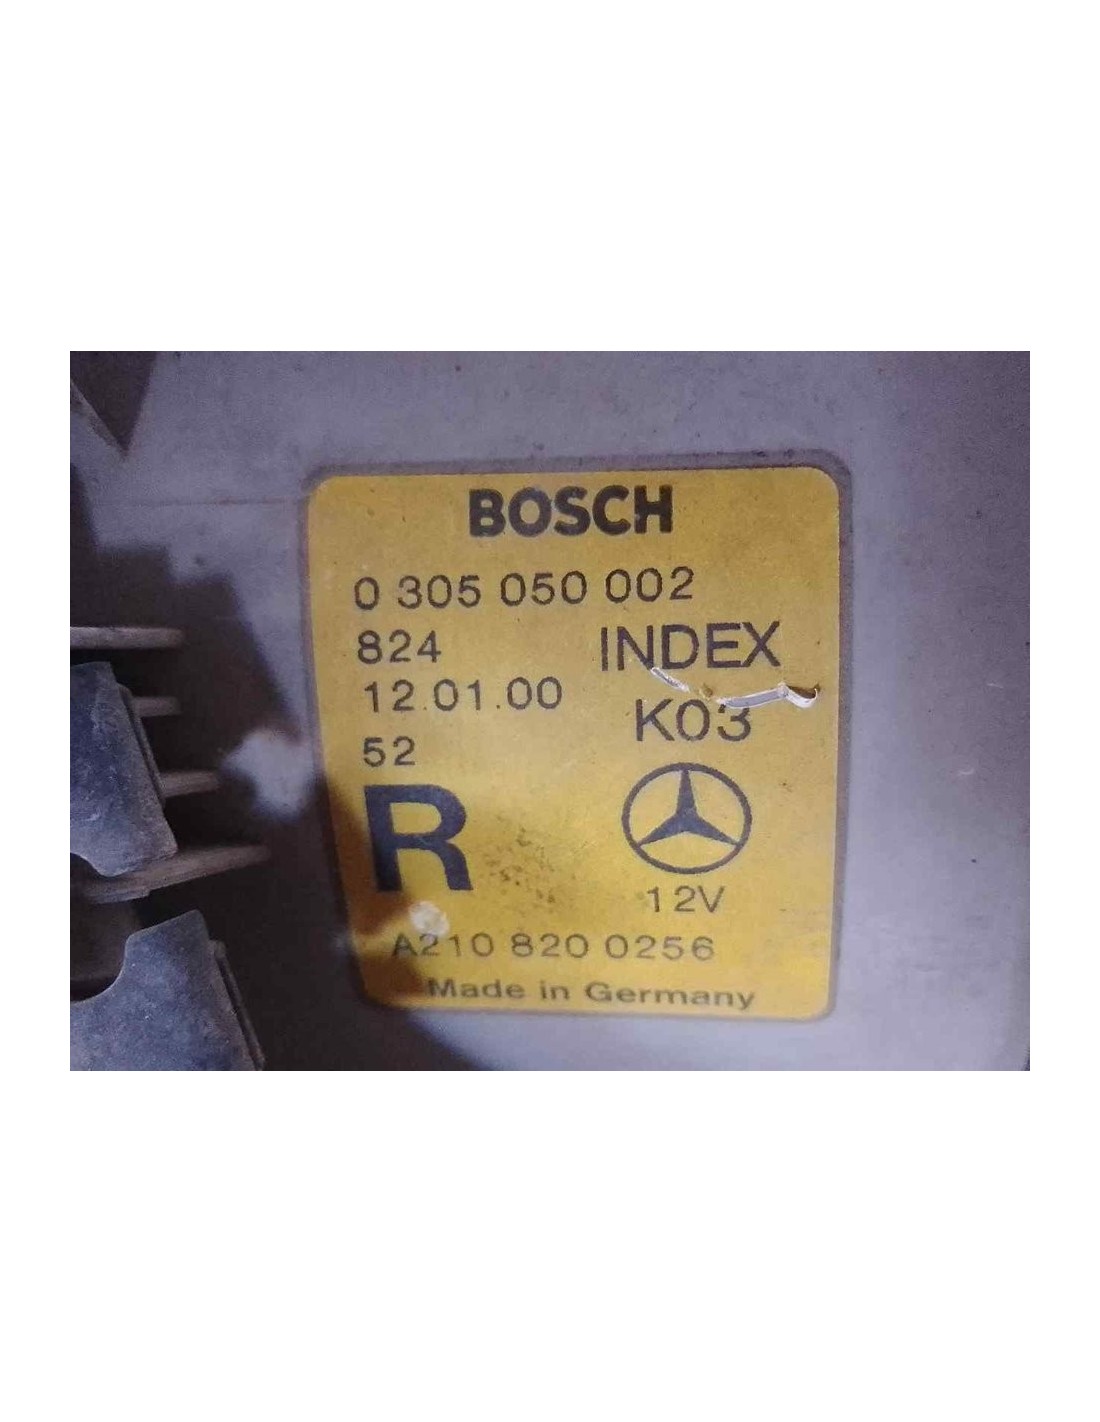 BOSCH
0 305 050 002
824 INDEX
12.01.00
K03
52
R
12V
A210 820 0256
Made in Germany